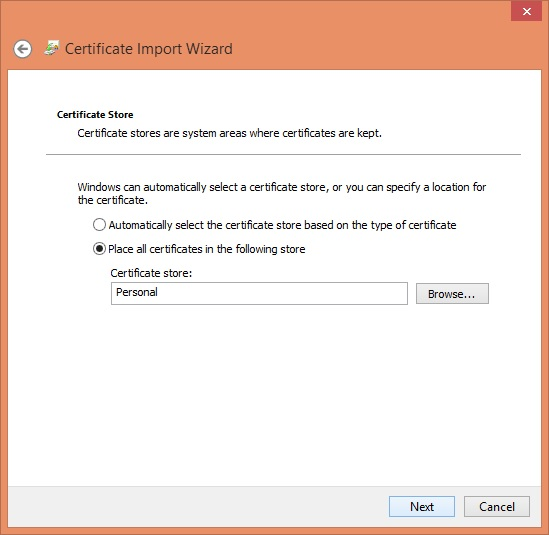 Certificate Import Wizard
Certificate Store
Certificate stores are system areas where certificates are kept.
Windows can automatically select a certificate store, or you can specify a location for
the certificate.
Automatically select the certificate store based on the type of certificate
Place all certificates in the following store
Certificate store:
Personal
Browse...
Next
Cancel